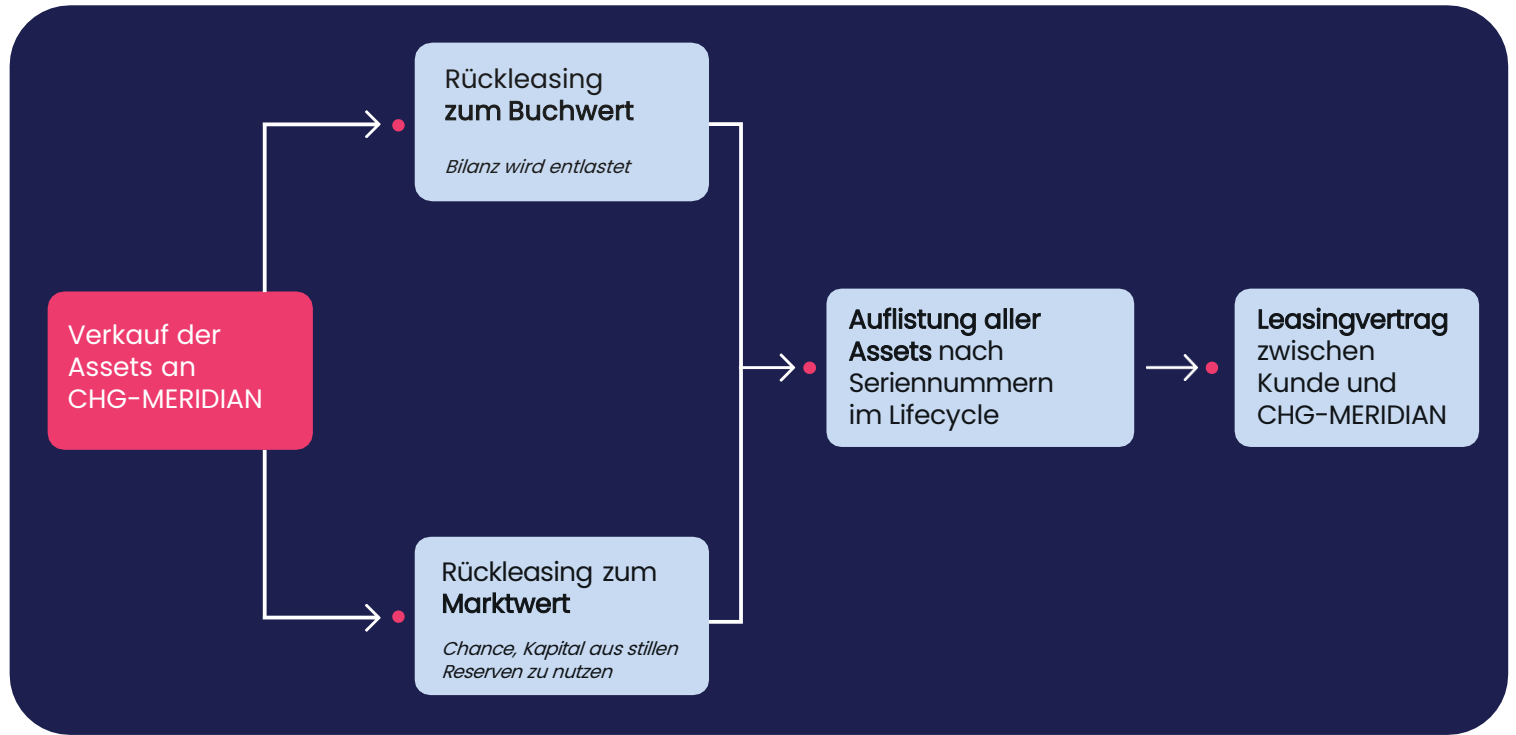 Rückleasing
zum Buchwert
Bilanz wird entlastet
Verkauf der
Assets an
CHG-MERIDIAN
Rückleasing zum
Marktwert
Chance, Kapital aus stillen
Reserven zu nutzen
Auflistung aller
Assets nach
Seriennummern
im Lifecycle
Leasingvertrag
zwischen
Kunde und
CHG-MERIDIAN